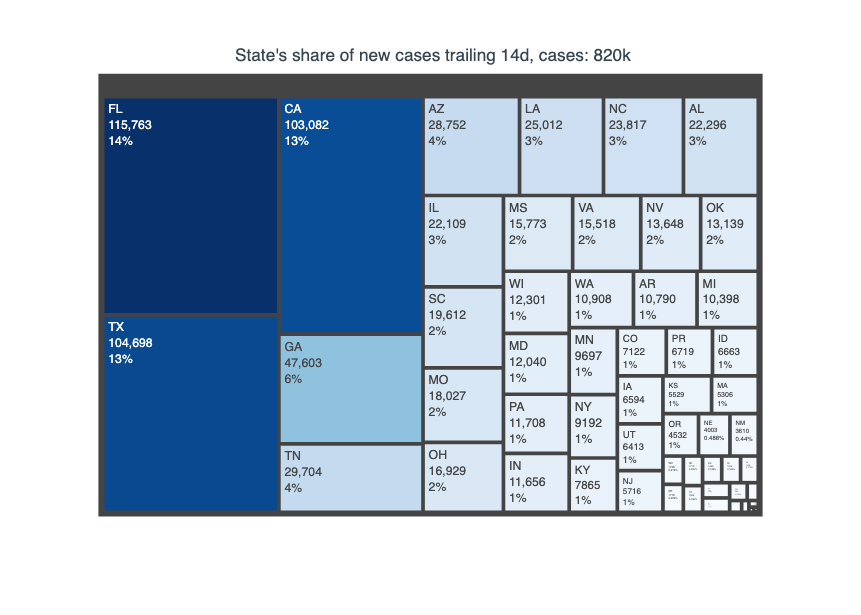 State's share of new cases trailing 14d, cases: 820k
FL
115,763
14%
TX
104,698
13%
CA
103,082
13%
GA
47,603
6%
TN
29,704
4%
AZ
28,752
4%
LA
25,012
3%
NC
23,817
3%
AL
22,296
3%
IL
22,109
3%
SC
19,612
2%
MO
18,027
2%
OH
16,929
2%
MS
15,773
2%
VA
15,518
2%
NV
13,648
2%
OK
13,139
2%
WI
12,301
1%
MD
12,040
1%
PA
11,708
1%
IN
11,656
1%
WA
10,908
1%
AR
10,790
1%
MI
10,398
1%
MN
9697
1%
NY
9192
1%
KY
7865
1%
CO
7122
1%
PR
6719
1%
ID
6663
1%
IA
6594
1%
UT
6413
1%
NJ
5716
1%
KS
5529
1%
MA
5306
1%
OR
4532
1%
NE
4003
0.488%
NM
3610
0.44%